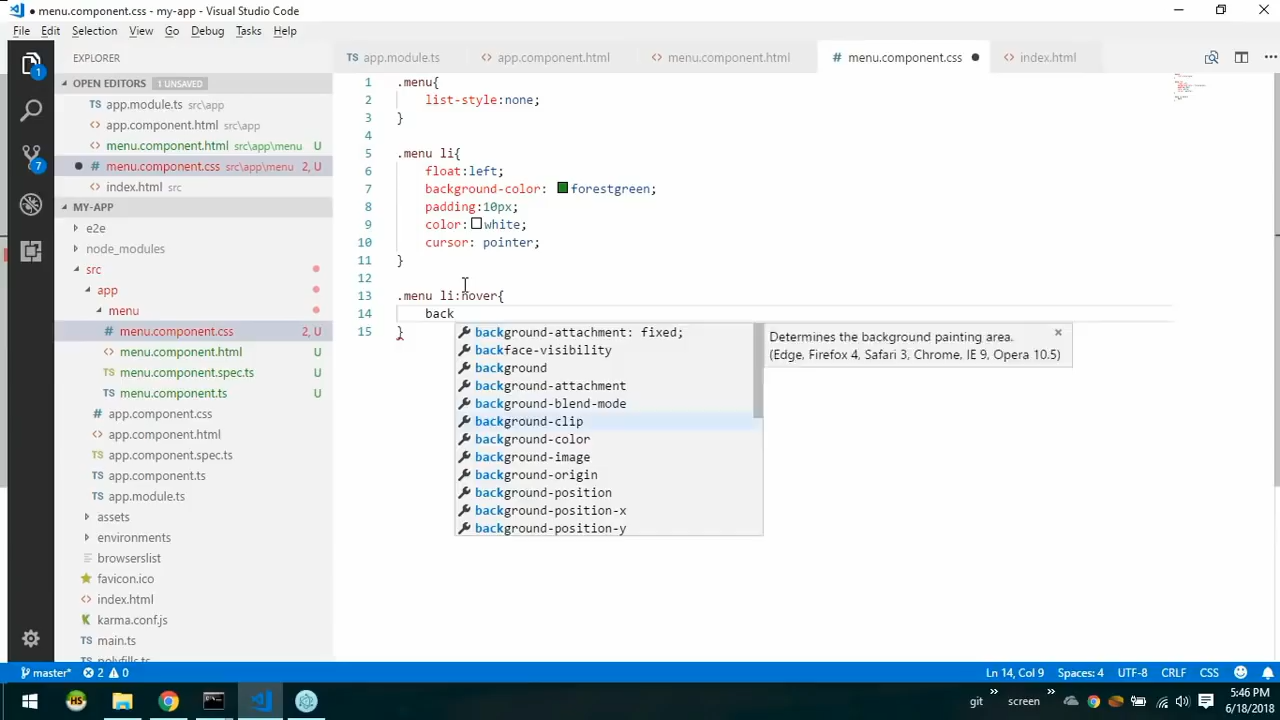 menu.component.css - my-app - Visual Studio Code
File Edit Selection View Go Debug Tasks Help
EXPLORER
app.module.ts
app.component.html
menu.component.html
menu.component.css
index.html
OPEN EDITORS 1 UNSAVED
TS app.module.ts src\app
<> app.component.html src\app
<> menu.component.html src\app\menu U
# menu.component.css src\app\menu 2, U
<> index.html src
MY-APP
e2e
node_modules
src
app
menu
# menu.component.css 2, U
<> menu.component.html U
TS menu.component.spec.ts U
TS menu.component.ts U
# app.component.css
<> app.component.html
TS app.component.spec.ts
TS app.component.ts
TS app.module.ts
assets
environments
browserslist
favicon.ico
<> index.html
karma.conf.js
TS main.ts
polyfills.ts
1 .menu{
2 list-style:none;
3 }
4
5 .menu li{
6 float:left;
7 background-color: forestgreen;
8 padding:10px;
9 color:white;
10 cursor: pointer;
11 }
12
13 .menu li:hover{
14 back
15 }
background-attachment: fixed;
backface-visibility
background
background-attachment
background-blend-mode
background-clip
background-color
background-image
background-origin
background-position
background-position-x
background-position-y
Determines the background painting area.
(Edge, Firefox 4, Safari 3, Chrome, IE 9, Opera 10.5)
1
7
master* 2 0
Ln 14, Col 9 Spaces: 4 UTF-8 CRLF CSS
HS
git » screen »
5:46 PM
6/18/2018